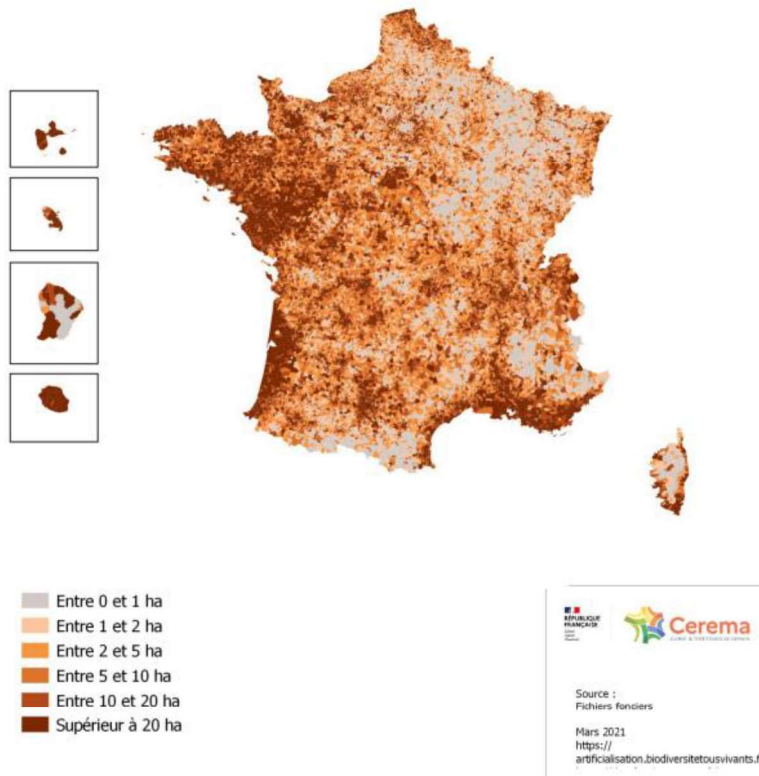 Entre 0 et 1 ha
Entre 1 et 2 ha
Entre 2 et 5 ha
Entre 5 et 10 ha
Entre 10 et 20 ha
Supérieur à 20 ha
RÉPUBLIQUE
FRANÇAISE
Cerema
Source :
Fichiers fonciers
Mars 2021
https://
artificialisation.biodiversitetousvivants.f